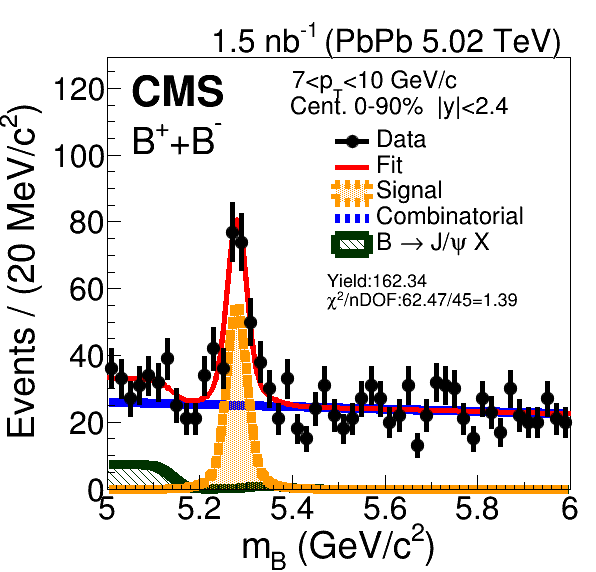 1.5 nb⁻¹ (PbPb 5.02 TeV)
CMS
B⁺+B⁻
7<p_T<10 GeV/c
Cent. 0-90% |y|<2.4
Data
Fit
Signal
Combinatorial
B → J/ψ X
Yield:162.34
χ²/nDOF:62.47/45=1.39
Events / (20 MeV/c²)
120
100
80
60
40
20
0
5 5.2 5.4 5.6 5.8 6
m_B (GeV/c²)